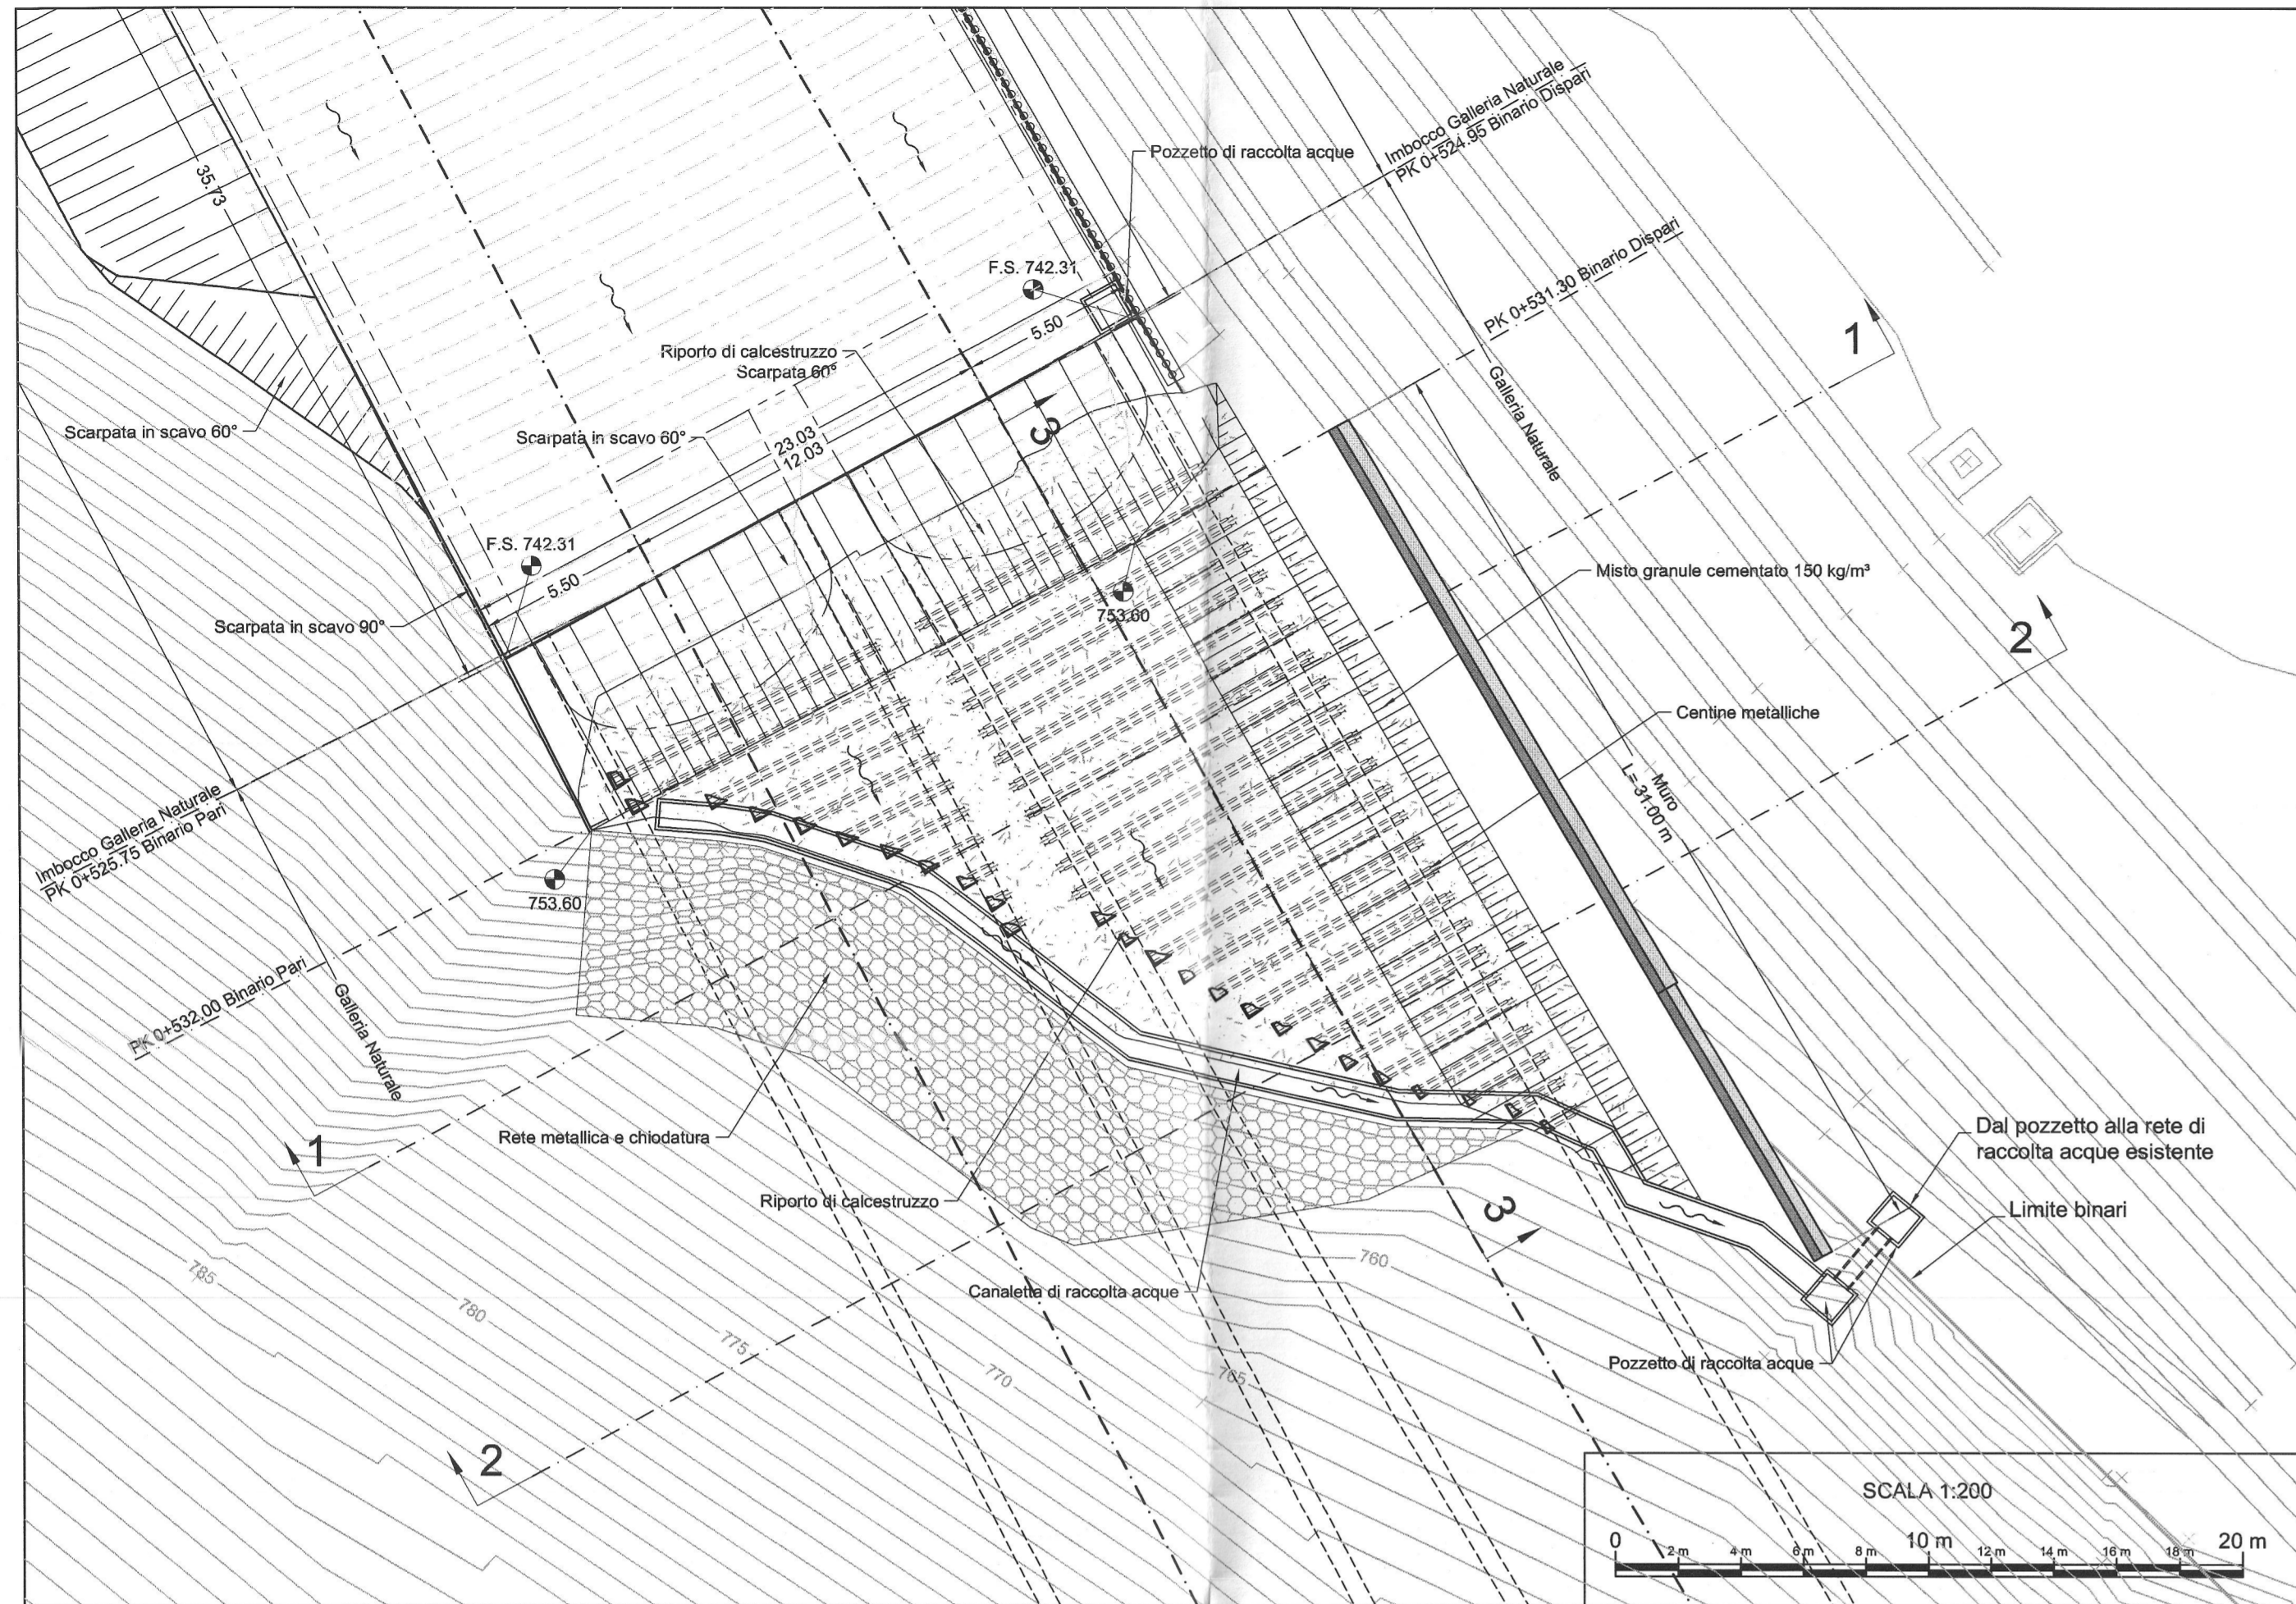 Imbocco Galleria Naturale
PK 0+524.95 Binario Dispari
Pozzetto di raccolta acque
35.73
PK 0+531.30 Binario Dispari
F.S. 742.31
5.50
1
Riporto di calcestruzzo
Scarpata 60°
Galleria Naturale
Scarpata in scavo 60°
Scarpata in scavo 60°
23.03
12.03
3
F.S. 742.31
5.50
Misto granule cementato 150 kg/m³
753.60
Scarpata in scavo 90°
2
Centine metalliche
Muro
L=31.00 m
Imbocco Galleria Naturale
PK 0+525.75 Binario Pari
753.60
PK 0+532.00 Binario Pari
Galleria Naturale
Rete metallica e chiodatura
1
Dal pozzetto alla rete di
raccolta acque esistente
Riporto di calcestruzzo
3
Limite binari
760
785
Canaletta di raccolta acque
780
775
770
765
Pozzetto di raccolta acque
2
SCALA 1:200
0 2 m 4 m 6 m 8 m 10 m 12 m 14 m 16 m 18 m 20 m